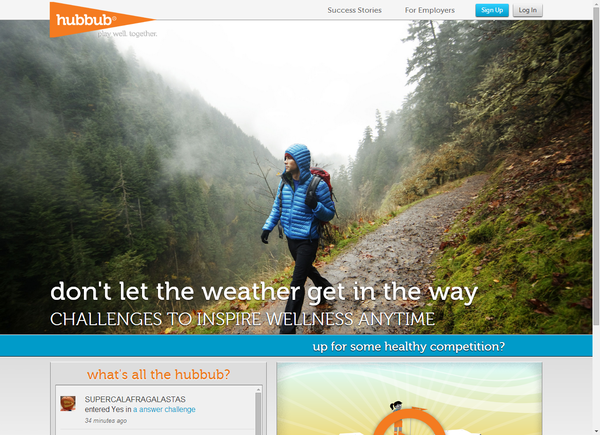 hubbub®
play well. together.
Success Stories
For Employers
Sign Up
Log In
don't let the weather get in the way
CHALLENGES TO INSPIRE WELLNESS ANYTIME
up for some healthy competition?
what's all the hubbub?
SUPERCALAFRAGALASTAS
entered Yes in a answer challenge
34 minutes ago